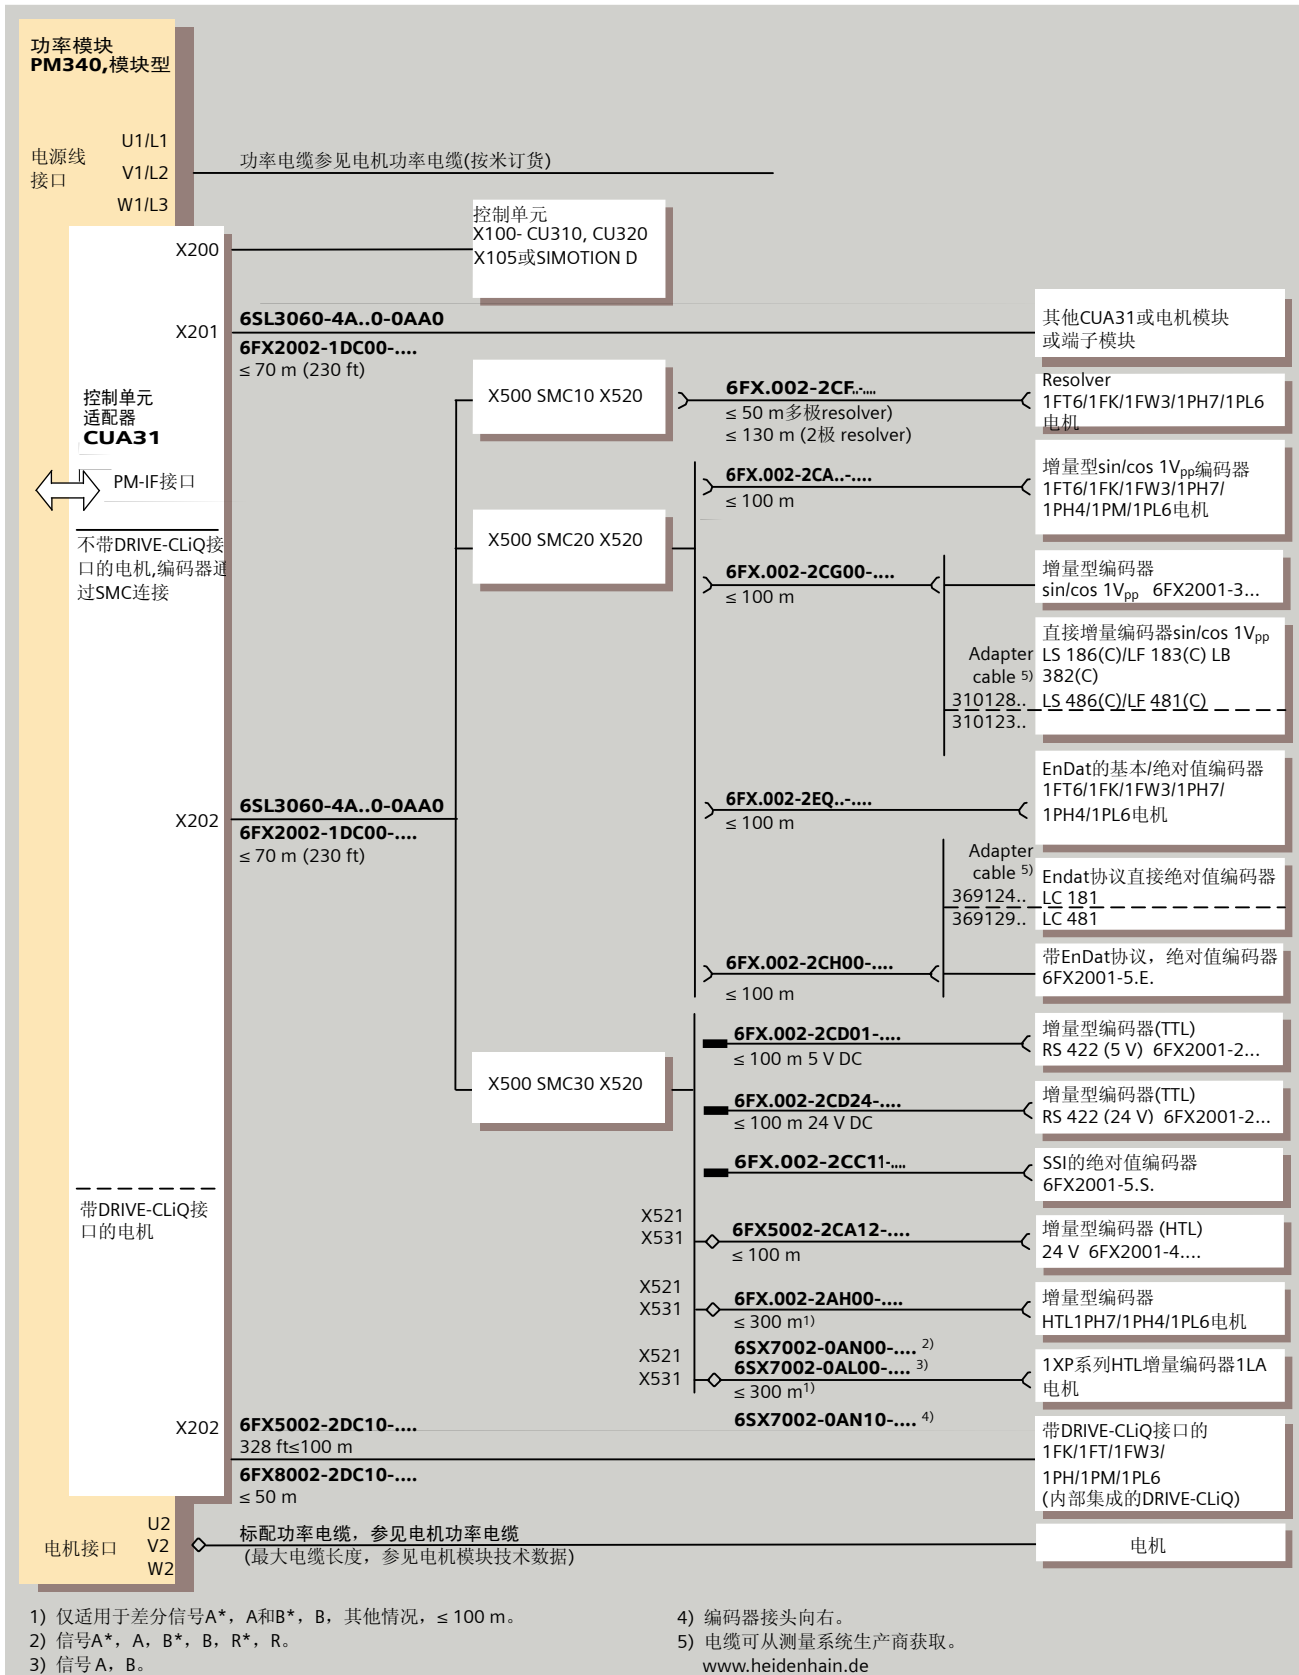 功率模块
PM340,模块型
电源线
接口
U1/L1
V1/L2
W1/L3
功率电缆参见电机功率电缆(按米订货)
X200
控制单元
X100- CU310, CU320
X105或SIMOTION D
X201
6SL3060-4A..0-0AA0
6FX2002-1DC00-....
≤ 70 m (230 ft)
其他CUA31或电机模块
或端子模块
控制单元
适配器
CUA31
PM-IF接口
不带DRIVE-CLiQ接
口的电机,编码器通
过SMC连接
X500 SMC10 X520
6FX.002-2CF..-....
≤ 50 m多极resolver)
≤ 130 m (2极 resolver)
Resolver
1FT6/1FK/1FW3/1PH7/1PL6
电机
X500 SMC20 X520
6FX.002-2CA..-....
≤ 100 m
增量型sin/cos 1Vpp编码器
1FT6/1FK/1FW3/1PH7/
1PH4/1PM/1PL6电机
6FX.002-2CG00-....
≤ 100 m
增量型编码器
sin/cos 1Vpp 6FX2001-3...
Adapter
cable 5)
310128..
310123..
直接增量编码器sin/cos 1Vpp
LS 186(C)/LF 183(C) LB
382(C)
LS 486(C)/LF 481(C)
6FX.002-2EQ..-....
≤ 100 m
EnDat的基本/绝对值编码器
1FT6/1FK/1FW3/1PH7/
1PH4/1PL6电机
X202
6SL3060-4A..0-0AA0
6FX2002-1DC00-....
≤ 70 m (230 ft)
Adapter
cable 5)
369124..
369129..
Endat协议直接绝对值编码器
LC 181
LC 481
6FX.002-2CH00-....
≤ 100 m
带EnDat协议，绝对值编码器
6FX2001-5.E.
X500 SMC30 X520
6FX.002-2CD01-....
≤ 100 m 5 V DC
增量型编码器(TTL)
RS 422 (5 V) 6FX2001-2...
6FX.002-2CD24-....
≤ 100 m 24 V DC
增量型编码器(TTL)
RS 422 (24 V) 6FX2001-2...
6FX.002-2CC11-....
SSI的绝对值编码器
6FX2001-5.S.
带DRIVE-CLiQ接
口的电机
X521
X531
6FX5002-2CA12-....
≤ 100 m
增量型编码器 (HTL)
24 V 6FX2001-4....
X521
X531
6FX.002-2AH00-....
≤ 300 m1)
增量型编码器
HTL1PH7/1PH4/1PL6电机
X521
X531
6SX7002-0AN00-.... 2)
6SX7002-0AL00-.... 3)
≤ 300 m1)
6SX7002-0AN10-.... 4)
1XP系列HTL增量编码器1LA
电机
X202
6FX5002-2DC10-....
328 ft≤100 m
6FX8002-2DC10-....
≤ 50 m
带DRIVE-CLiQ接口的
1FK/1FT/1FW3/
1PH/1PM/1PL6
(内部集成的DRIVE-CLiQ)
电机接口
U2
V2
W2
标配功率电缆，参见电机功率电缆
(最大电缆长度，参见电机模块技术数据)
电机
1) 仅适用于差分信号A*，A和B*，B，其他情况，≤ 100 m。
2) 信号A*，A，B*，B，R*，R。
3) 信号 A，B。
4) 编码器接头向右。
5) 电缆可从测量系统生产商获取。
www.heidenhain.de